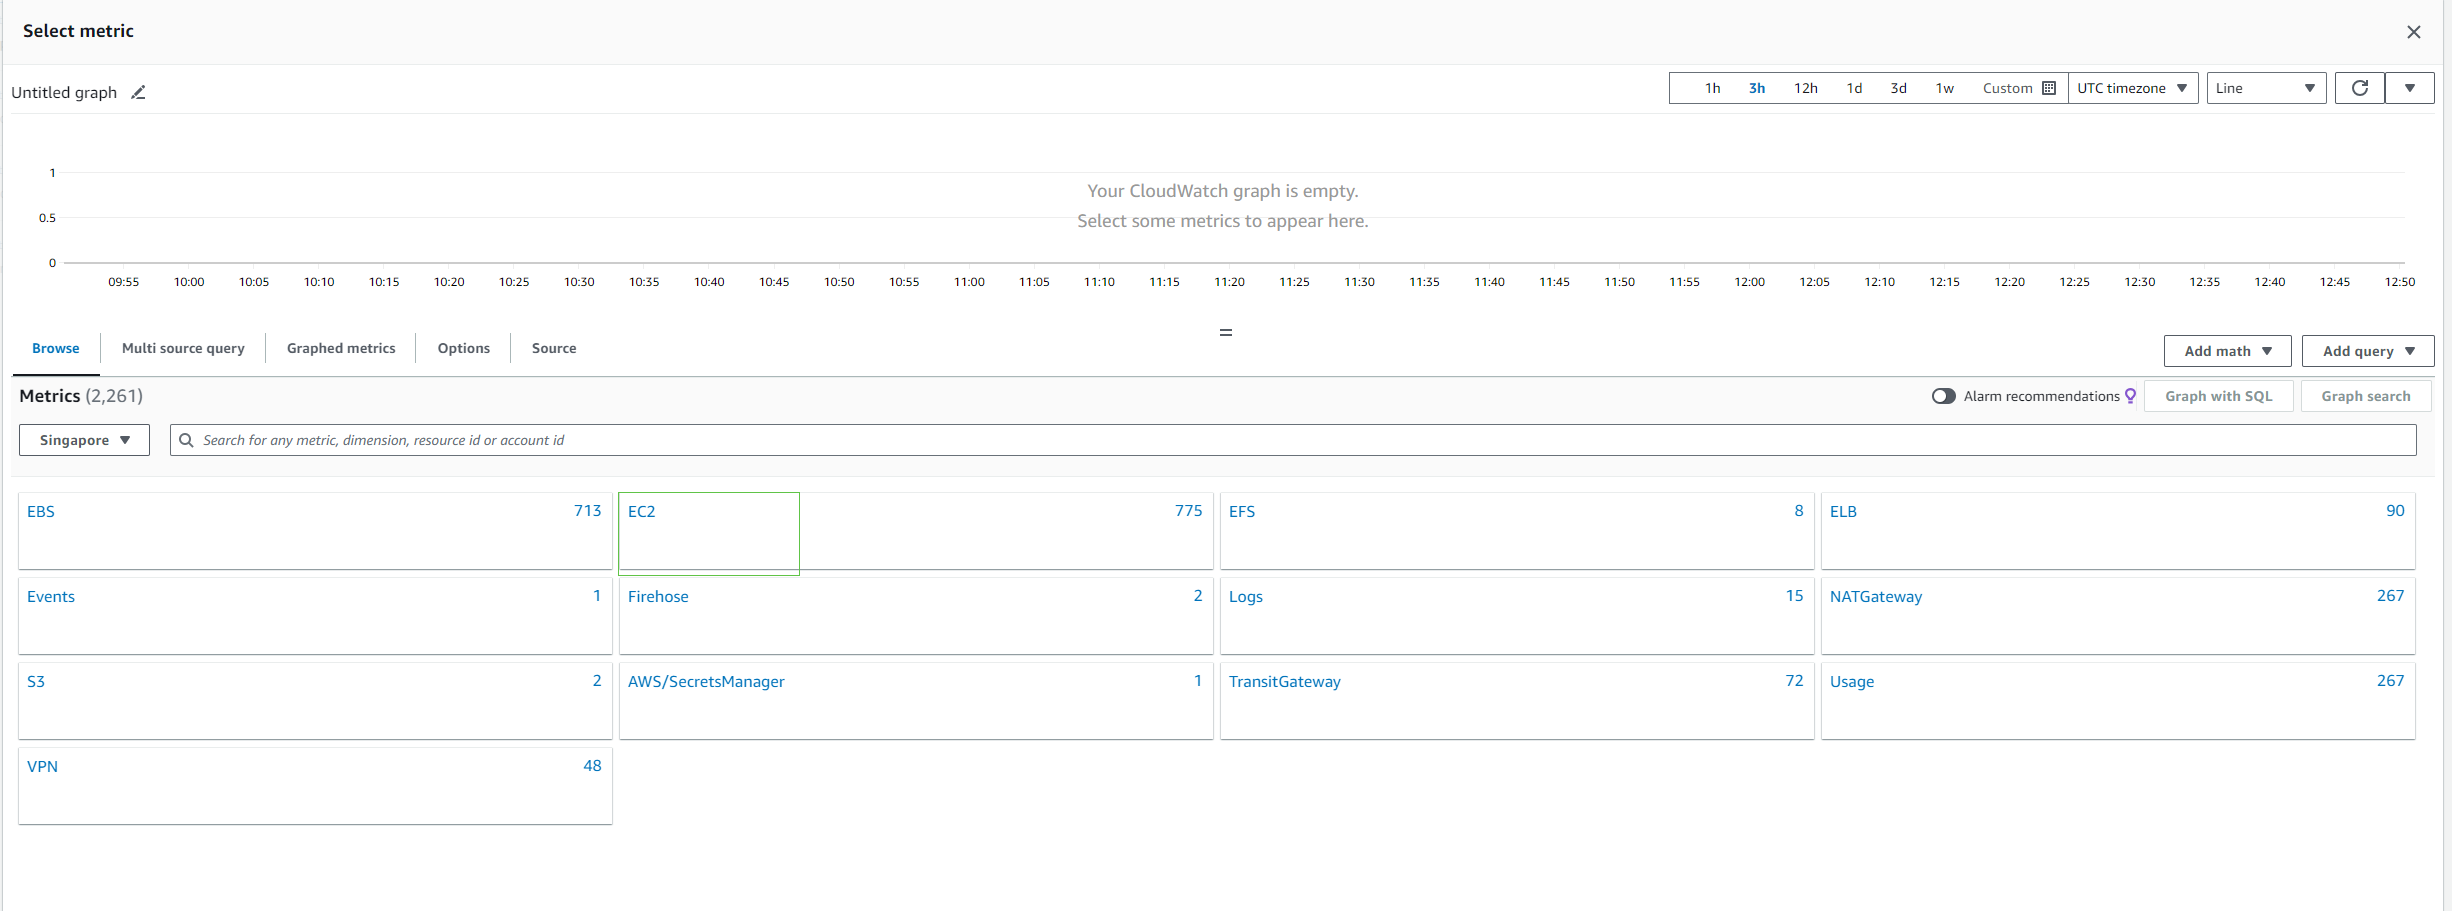 Select metric
Untitled graph
1h 3h 12h 1d 3d 1w Custom UTC timezone Line
1
Your CloudWatch graph is empty.
0.5
Select some metrics to appear here.
0
09:55 10:00 10:05 10:10 10:15 10:20 10:25 10:30 10:35 10:40 10:45 10:50 10:55 11:00 11:05 11:10 11:15 11:20 11:25 11:30 11:35 11:40 11:45 11:50 11:55 12:00 12:05 12:10 12:15 12:20 12:25 12:30 12:35 12:40 12:45 12:50
Browse Multi source query Graphed metrics Options Source Add math Add query
Metrics (2,261) Alarm recommendations Graph with SQL Graph search
Singapore Search for any metric, dimension, resource id or account id
EBS 713 EC2 775 EFS 8 ELB 90
Events 1 Firehose 2 Logs 15 NATGateway 267
S3 2 AWS/SecretsManager 1 TransitGateway 72 Usage 267
VPN 48